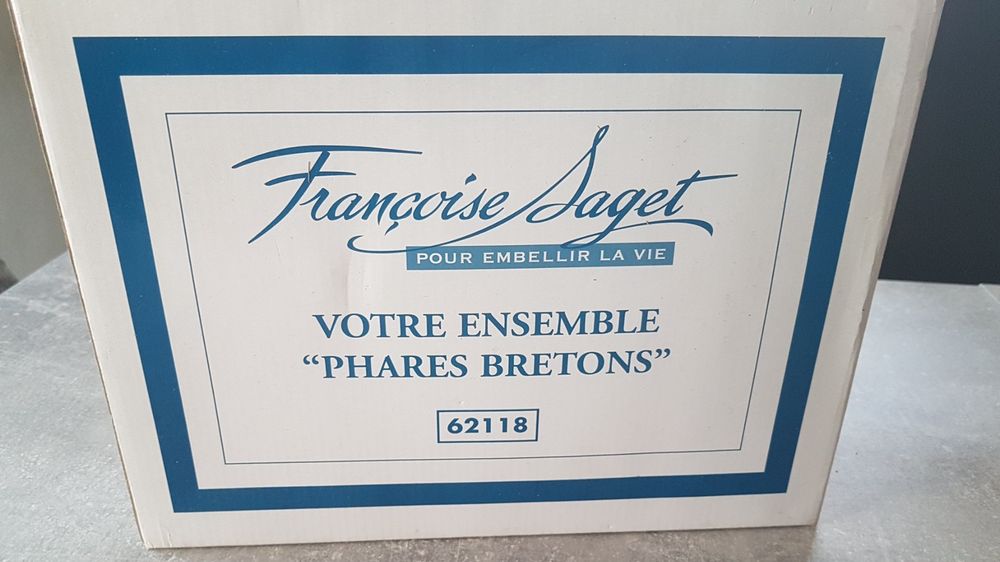 Françoise Saget
POUR EMBELLIR LA VIE
VOTRE ENSEMBLE
“PHARES BRETONS”
62118